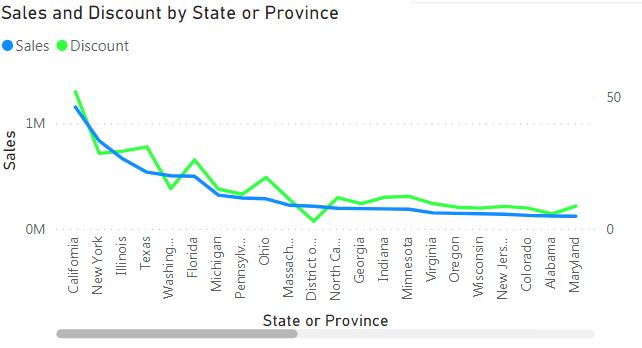 Sales and Discount by State or Province
Sales Discount
Sales
1M
0M
50
0
California
New York
Illinois
Texas
Washing...
Florida
Michigan
Pennsylv...
Ohio
Massach...
District o...
North Ca...
Georgia
Indiana
Minnesota
Virginia
Oregon
Wisconsin
New Jers...
Colorado
Alabama
Maryland
State or Province